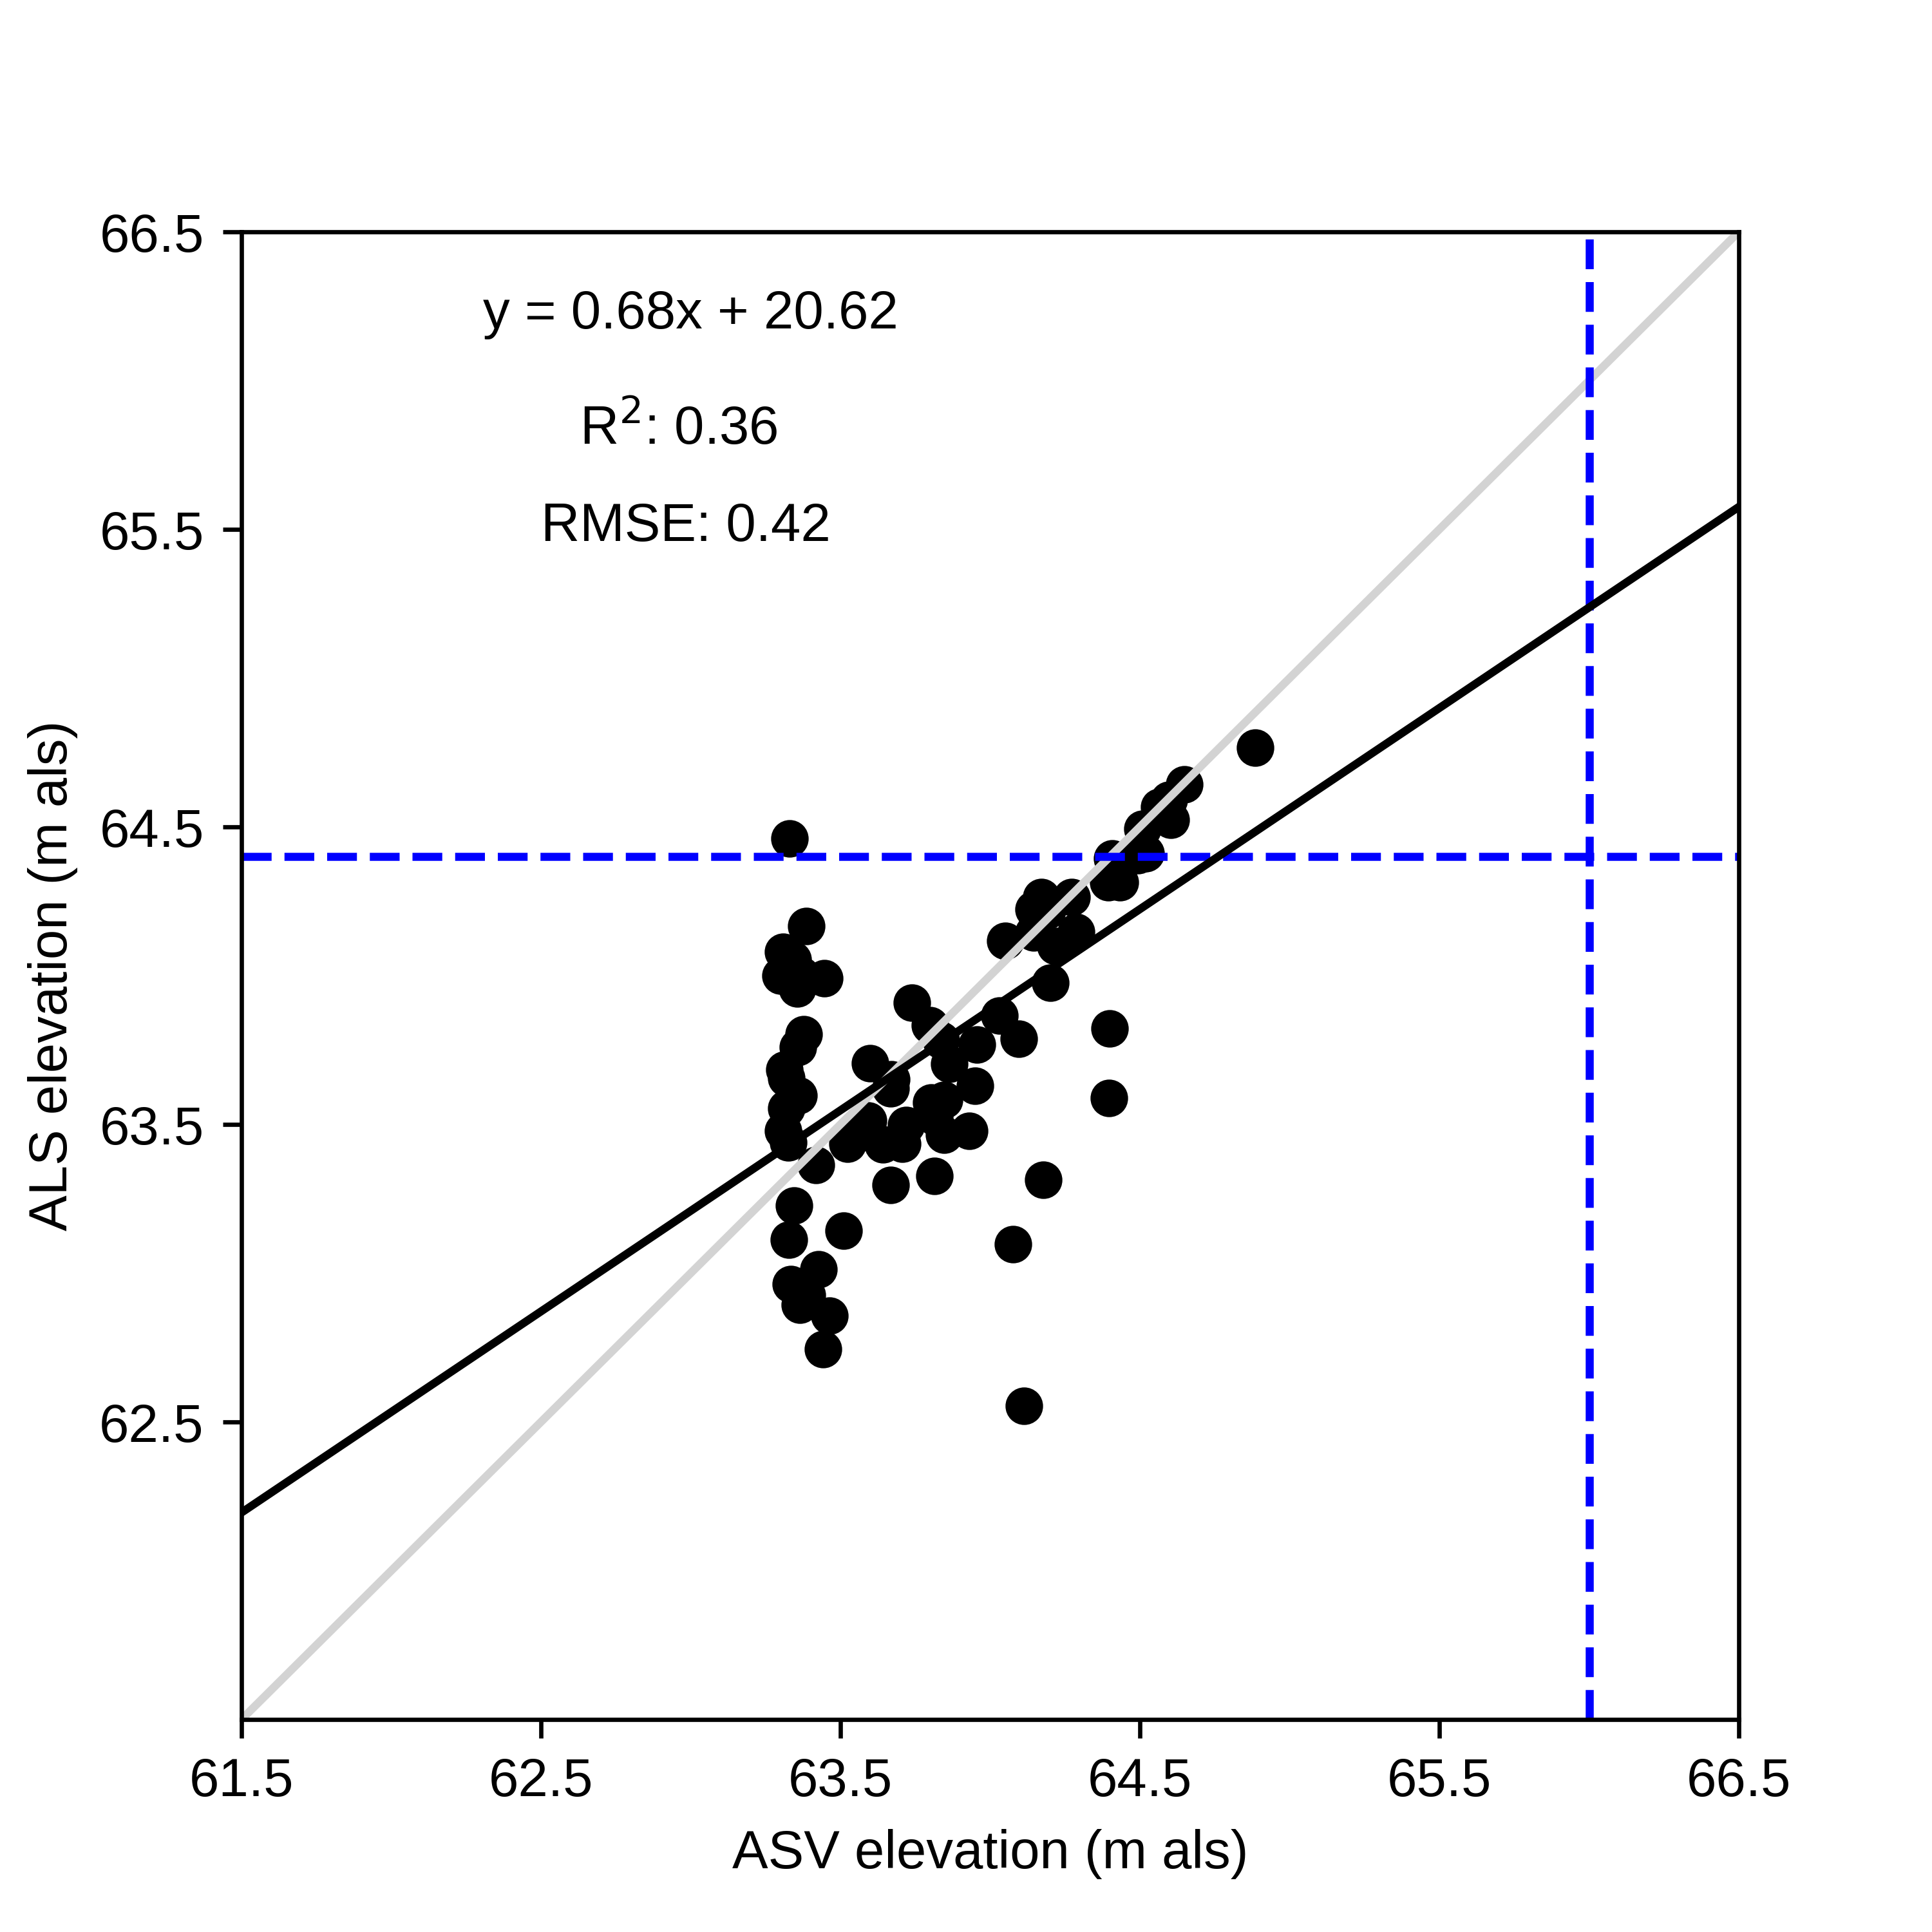 y = 0.68x + 20.62
R²: 0.36
RMSE: 0.42
66.5
65.5
64.5
63.5
62.5
ALS elevation (m als)
61.5 62.5 63.5 64.5 65.5 66.5
ASV elevation (m als)